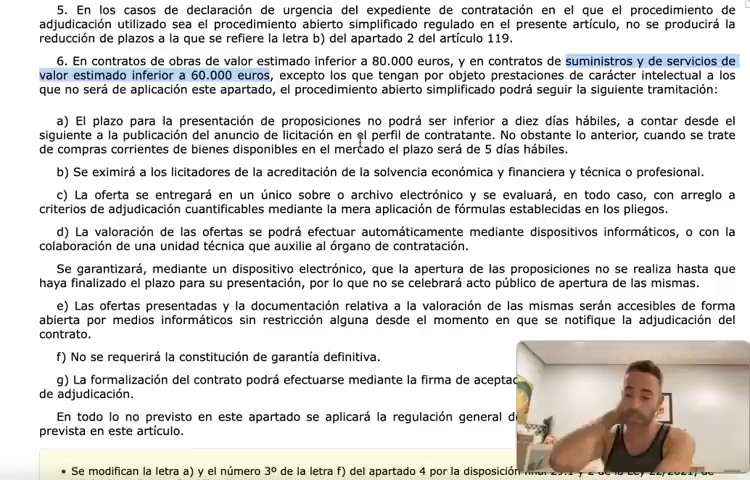 5. En los casos de declaración de urgencia del expediente de contratación en el que el procedimiento de
adjudicación utilizado sea el procedimiento abierto simplificado regulado en el presente artículo, no se producirá la
reducción de plazos a la que se refiere la letra b) del apartado 2 del artículo 119.
6. En contratos de obras de valor estimado inferior a 80.000 euros, y en contratos de suministros y de servicios de
valor estimado inferior a 60.000 euros, excepto los que tengan por objeto prestaciones de carácter intelectual a los
que no será de aplicación este apartado, el procedimiento abierto simplificado podrá seguir la siguiente tramitación:
a) El plazo para la presentación de proposiciones no podrá ser inferior a diez días hábiles, a contar desde el
siguiente a la publicación del anuncio de licitación en el perfil de contratante. No obstante lo anterior, cuando se trate
de compras corrientes de bienes disponibles en el mercado el plazo será de 5 días hábiles.
b) Se eximirá a los licitadores de la acreditación de la solvencia económica y financiera y técnica o profesional.
c) La oferta se entregará en un único sobre o archivo electrónico y se evaluará, en todo caso, con arreglo a
criterios de adjudicación cuantificables mediante la mera aplicación de fórmulas establecidas en los pliegos.
d) La valoración de las ofertas se podrá efectuar automáticamente mediante dispositivos informáticos, o con la
colaboración de una unidad técnica que auxilie al órgano de contratación.
Se garantizará, mediante un dispositivo electrónico, que la apertura de las proposiciones no se realiza hasta que
haya finalizado el plazo para su presentación, por lo que no se celebrará acto público de apertura de las mismas.
e) Las ofertas presentadas y la documentación relativa a la valoración de las mismas serán accesibles de forma
abierta por medios informáticos sin restricción alguna desde el momento en que se notifique la adjudicación del
contrato.
f) No se requerirá la constitución de garantía definitiva.
g) La formalización del contrato podrá efectuarse mediante la firma de
de adjudicación.
En todo lo no previsto en este apartado se aplicará la regulación general
prevista en este artículo.
• Se modifican la letra a) y el número 3º de la letra f) del apartado 4 por la disposición final 29.1 y 2 de la Ley 22/2021, de